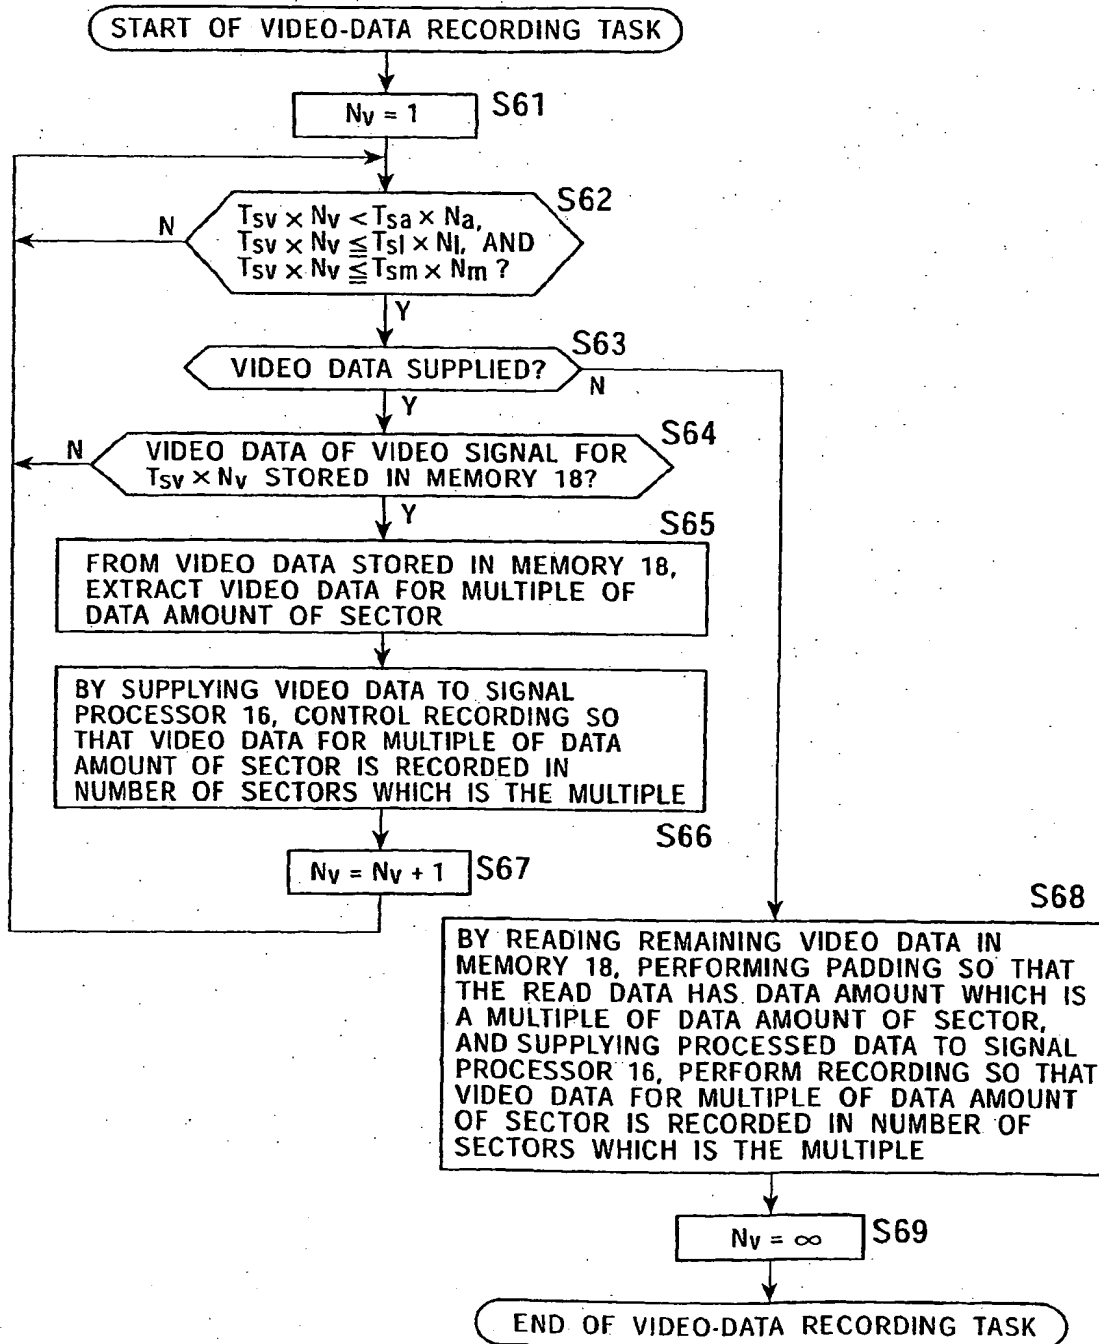 START OF VIDEO-DATA RECORDING TASK
S61
Nv = 1
S62
N
Tsv × Nv < Tsa × Na,
Tsv × Nv ≦ Tsl × Nl, AND
Tsv × Nv ≦ Tsm × Nm ?
Y
S63
VIDEO DATA SUPPLIED?
N
Y
S64
N
VIDEO DATA OF VIDEO SIGNAL FOR
Tsv × Nv STORED IN MEMORY 18?
Y
S65
FROM VIDEO DATA STORED IN MEMORY 18,
EXTRACT VIDEO DATA FOR MULTIPLE OF
DATA AMOUNT OF SECTOR
BY SUPPLYING VIDEO DATA TO SIGNAL
PROCESSOR 16, CONTROL RECORDING SO
THAT VIDEO DATA FOR MULTIPLE OF DATA
AMOUNT OF SECTOR IS RECORDED IN
NUMBER OF SECTORS WHICH IS THE MULTIPLE
S66
Nv = Nv + 1
S67
S68
BY READING REMAINING VIDEO DATA IN
MEMORY 18, PERFORMING PADDING SO THAT
THE READ DATA HAS DATA AMOUNT WHICH IS
A MULTIPLE OF DATA AMOUNT OF SECTOR,
AND SUPPLYING PROCESSED DATA TO SIGNAL
PROCESSOR 16, PERFORM RECORDING SO THAT
VIDEO DATA FOR MULTIPLE OF DATA AMOUNT
OF SECTOR IS RECORDED IN NUMBER OF
SECTORS WHICH IS THE MULTIPLE
Nv = ∞
S69
END OF VIDEO-DATA RECORDING TASK